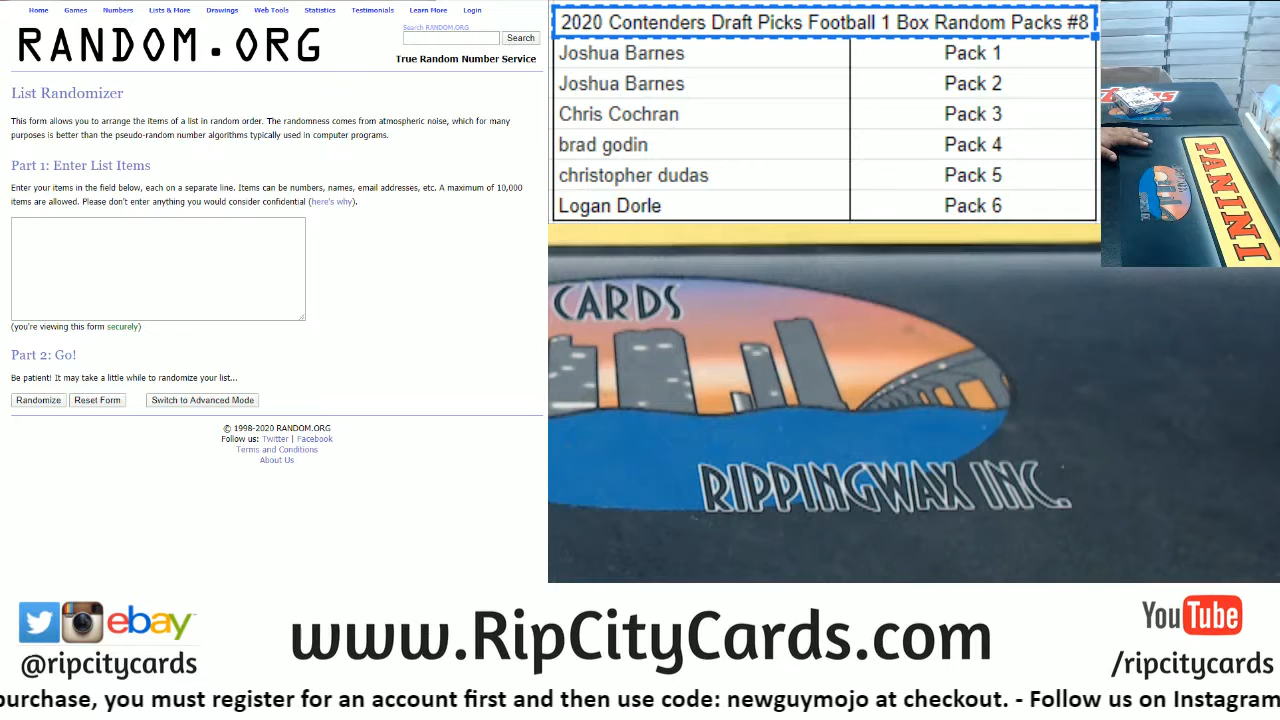 Home Games Numbers Lists & More Drawings Web Tools Statistics Testimonials Learn More Login
RANDOM.ORG
Search RANDOM.ORG
Search
True Random Number Service
List Randomizer
This form allows you to arrange the items of a list in random order. The randomness comes from atmospheric noise, which for many
purposes is better than the pseudo-random number algorithms typically used in computer programs.
Part 1: Enter List Items
Enter your items in the field below, each on a separate line. Items can be numbers, names, email addresses, etc. A maximum of 10,000
items are allowed. Please don't enter anything you would consider confidential (here's why).
(you're viewing this form securely)
Part 2: Go!
Be patient! It may take a little while to randomize your list...
Randomize Reset Form Switch to Advanced Mode
© 1998-2020 RANDOM.ORG
Follow us: Twitter | Facebook
Terms and Conditions
About Us
2020 Contenders Draft Picks Football 1 Box Random Packs #8
Joshua Barnes Pack 1
Joshua Barnes Pack 2
Chris Cochran Pack 3
brad godin Pack 4
christopher dudas Pack 5
Logan Dorle Pack 6
PANINI
CARDS
RIPPINGWAX INC.
ebay
@ripcitycards
www.RipCityCards.com
YouTube
/ripcitycards
purchase, you must register for an account first and then use code: newguymojo at checkout. - Follow us on Instagram